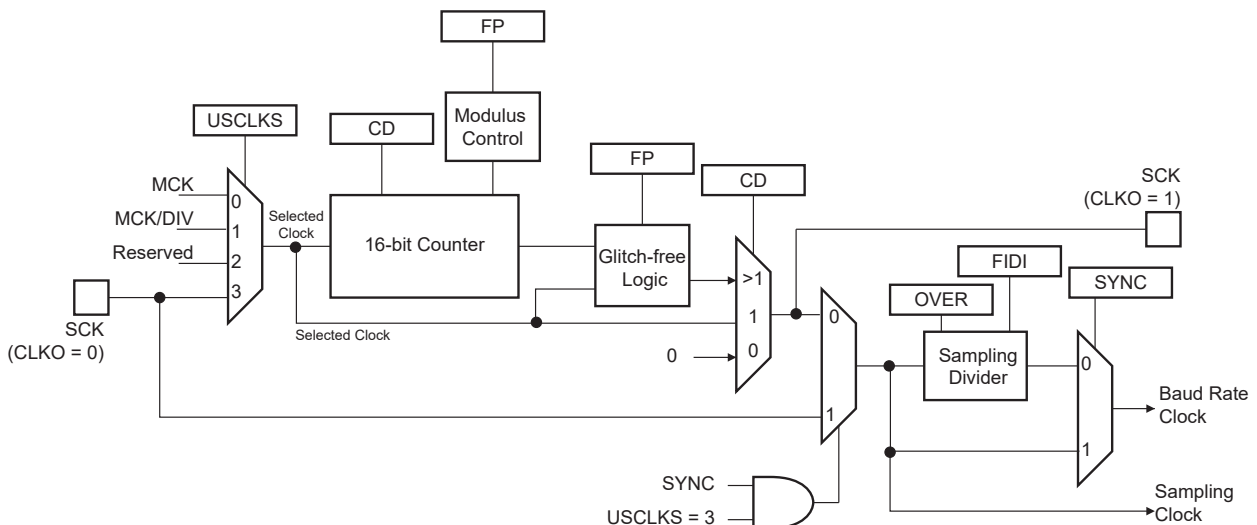 FP
USCLKS
CD
Modulus
Control
FP
CD
SCK
(CLKO = 1)
MCK
0
MCK/DIV
1
Selected
Clock
16-bit Counter
Reserved
2
Glitch-free
Logic
>1
FIDI
SYNC
3
OVER
SCK
(CLKO = 0)
Selected Clock
1
0
0
0
Sampling
Divider
0
Baud Rate
Clock
1
1
SYNC
USCLKS = 3
Sampling
Clock